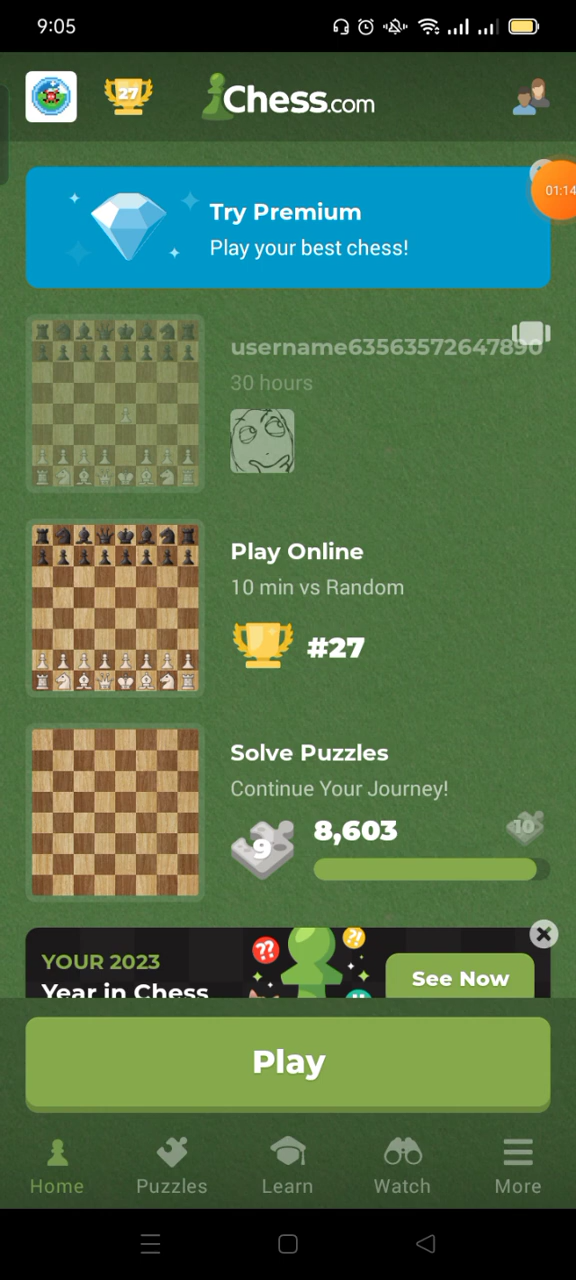 9:05
27
Chess.com
Try Premium
Play your best chess!
01:14
username63563572647890
30 hours
Play Online
10 min vs Random
#27
Solve Puzzles
Continue Your Journey!
9
8,603
10
??
?!
YOUR 2023
Year in Chess
See Now
Play
Home
Puzzles
Learn
Watch
More